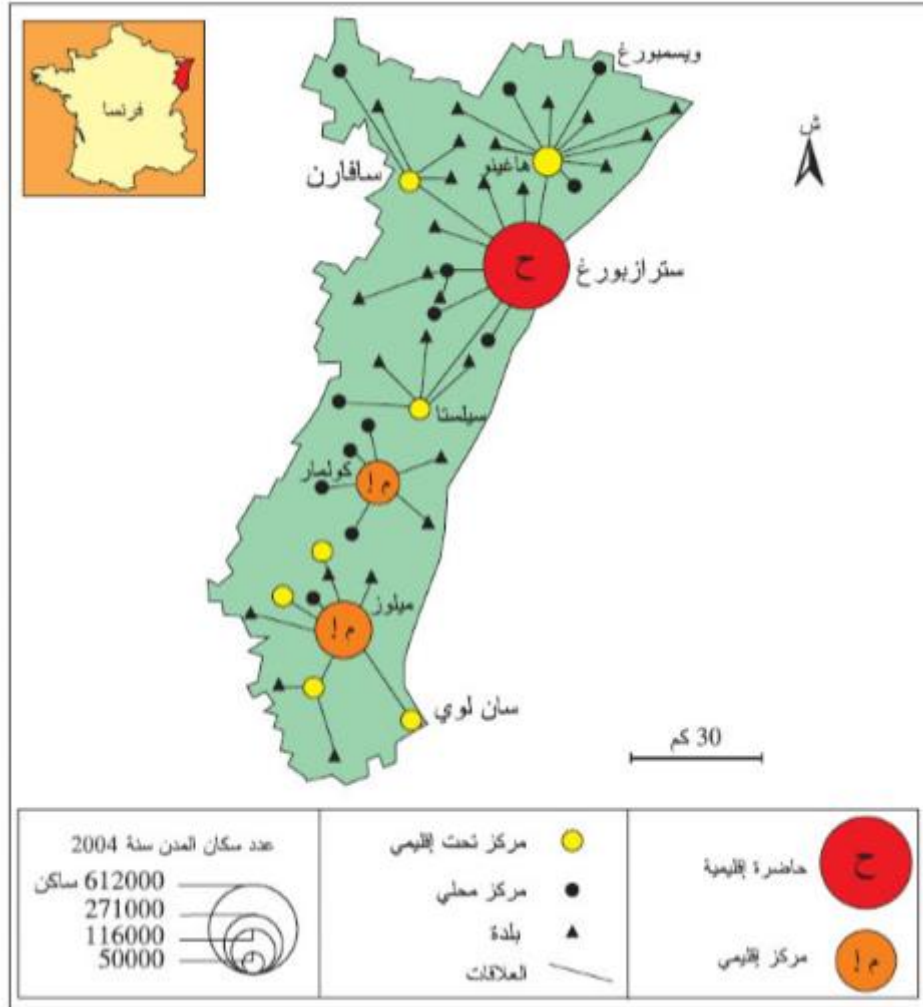 فرنسا
ويسمبورغ
ش
هاغينو
سافارن
ح
سترازبورغ
سيلستا
كولمار
م إ
ميلوز
م إ
سان لوي
30 كم
حاضرة إقليمية
ح
مركز إقليمي
م إ
مركز تحت إقليمي
مركز محلي
بلدة
العلاقات
عدد سكان المدن سنة 2004
612000 ساكن
271000
116000
50000